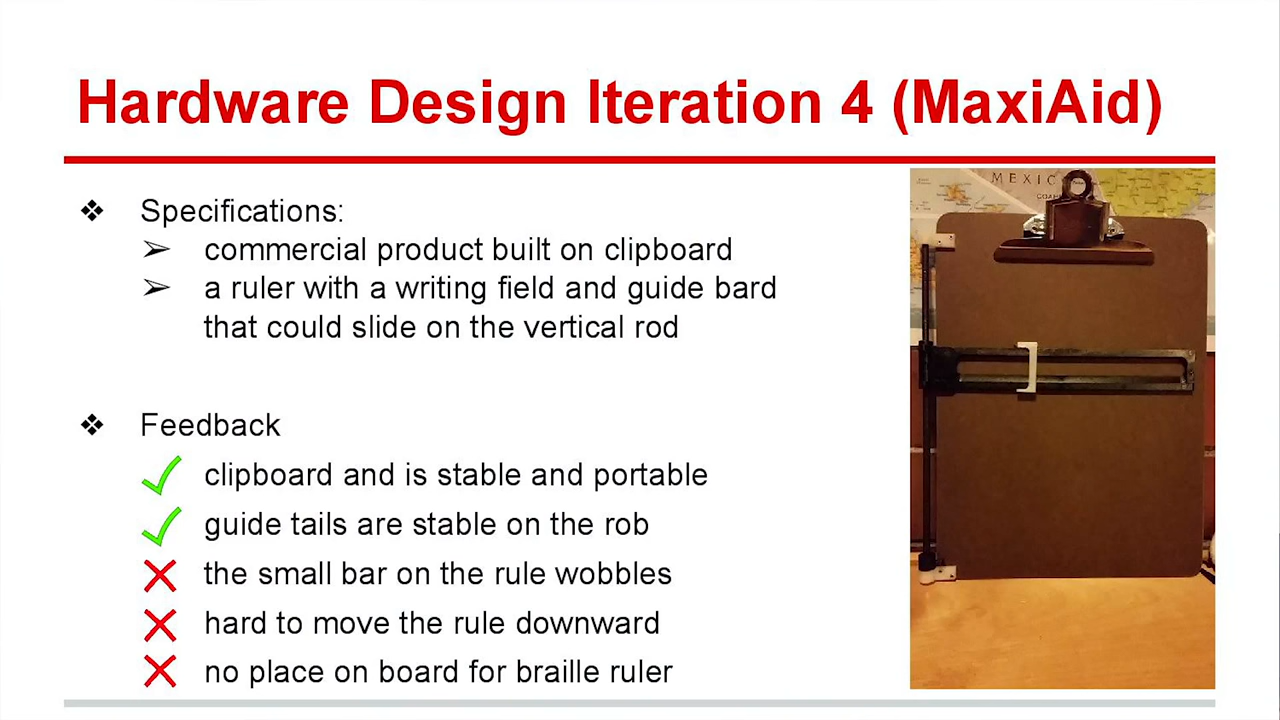 Hardware Design Iteration 4 (MaxiAid)
❖ Specifications:
➢ commercial product built on clipboard
➢ a ruler with a writing field and guide bard
that could slide on the vertical rod
❖ Feedback
clipboard and is stable and portable
guide tails are stable on the rob
the small bar on the rule wobbles
hard to move the rule downward
no place on board for braille ruler
MEXIC